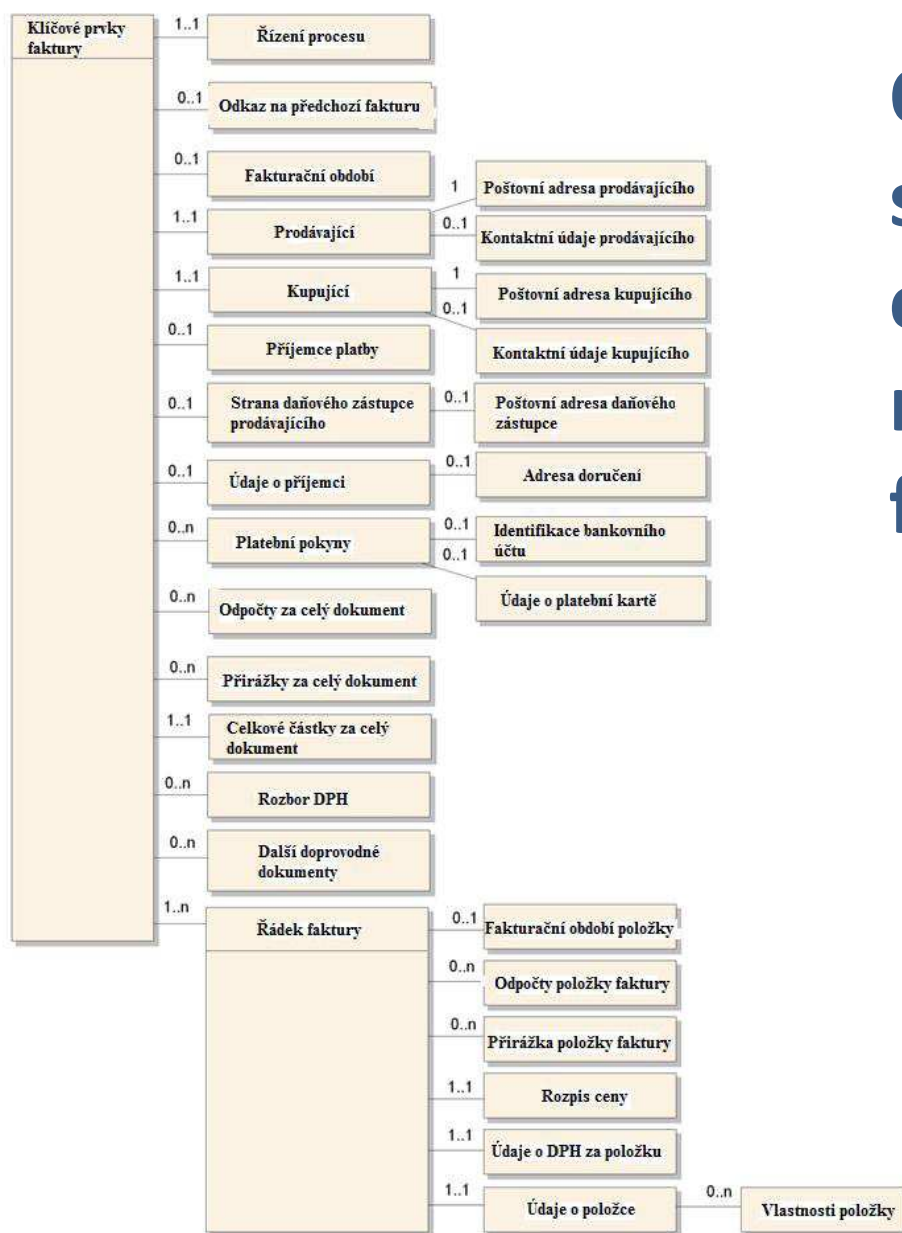 Klíčové prvky
faktury
1..1
Řízení procesu
0..1
Odkaz na předchozí fakturu
0..1
Fakturační období
1..1
Prodávající
1
Poštovní adresa prodávajícího
0..1
Kontaktní údaje prodávajícího
1..1
Kupující
1
Poštovní adresa kupujícího
0..1
Kontaktní údaje kupujícího
0..1
Příjemce platby
0..1
Strana daňového zástupce
prodávajícího
0..1
Poštovní adresa daňového
zástupce
0..1
Údaje o příjemci
0..1
Adresa doručení
0..n
Platební pokyny
0..1
Identifikace bankovního
účtu
0..1
Údaje o platební kartě
0..n
Odpočty za celý dokument
0..n
Přirážky za celý dokument
1..1
Celkové částky za celý
dokument
0..n
Rozbor DPH
0..n
Další doprovodné
dokumenty
1..n
Řádek faktury
0..1
Fakturační období položky
0..n
Odpočty položky faktury
0..n
Přirážka položky faktury
1..1
Rozpis ceny
1..1
Údaje o DPH za položku
1..1
Údaje o položce
0..n
Vlastnosti položky